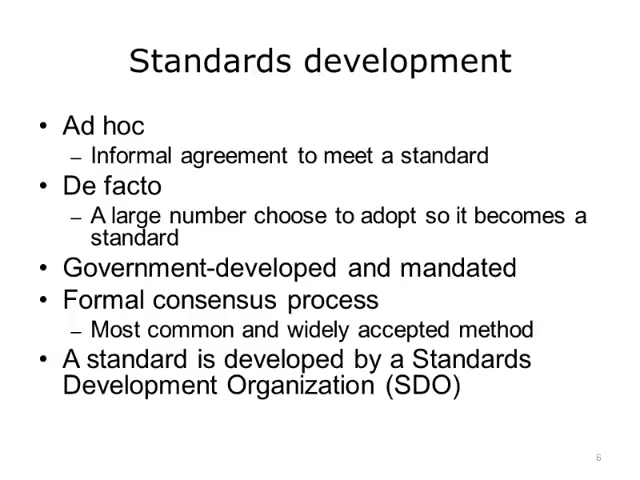 Standards development
• Ad hoc
– Informal agreement to meet a standard
• De facto
– A large number choose to adopt so it becomes a
standard
• Government-developed and mandated
• Formal consensus process
– Most common and widely accepted method
• A standard is developed by a Standards
Development Organization (SDO)
6